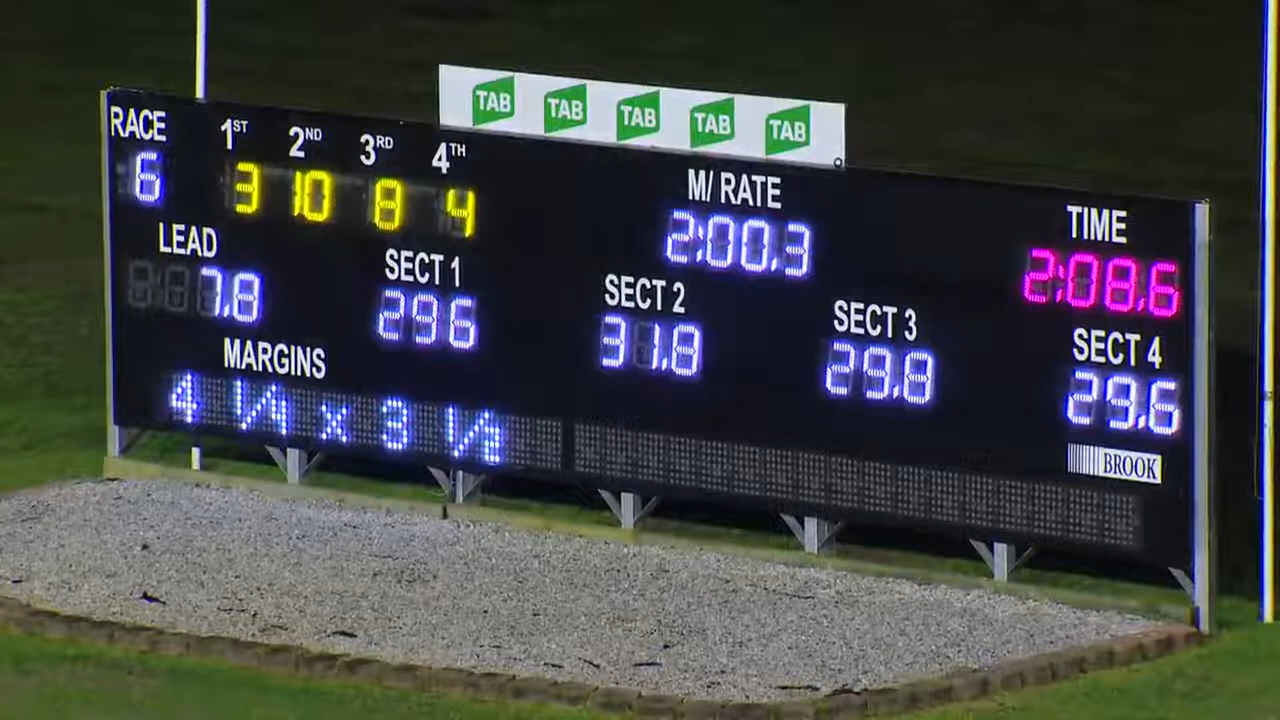 TAB TAB TAB TAB TAB
RACE 1ST 2ND 3RD 4TH
6 3 10 8 4
M/ RATE
2:00.3
TIME
2:08.6
LEAD
7.8
SECT 1
29.6
SECT 2
31.8
SECT 3
29.8
SECT 4
29.6
MARGINS
4 1/4 x 3 1/4
BROOK